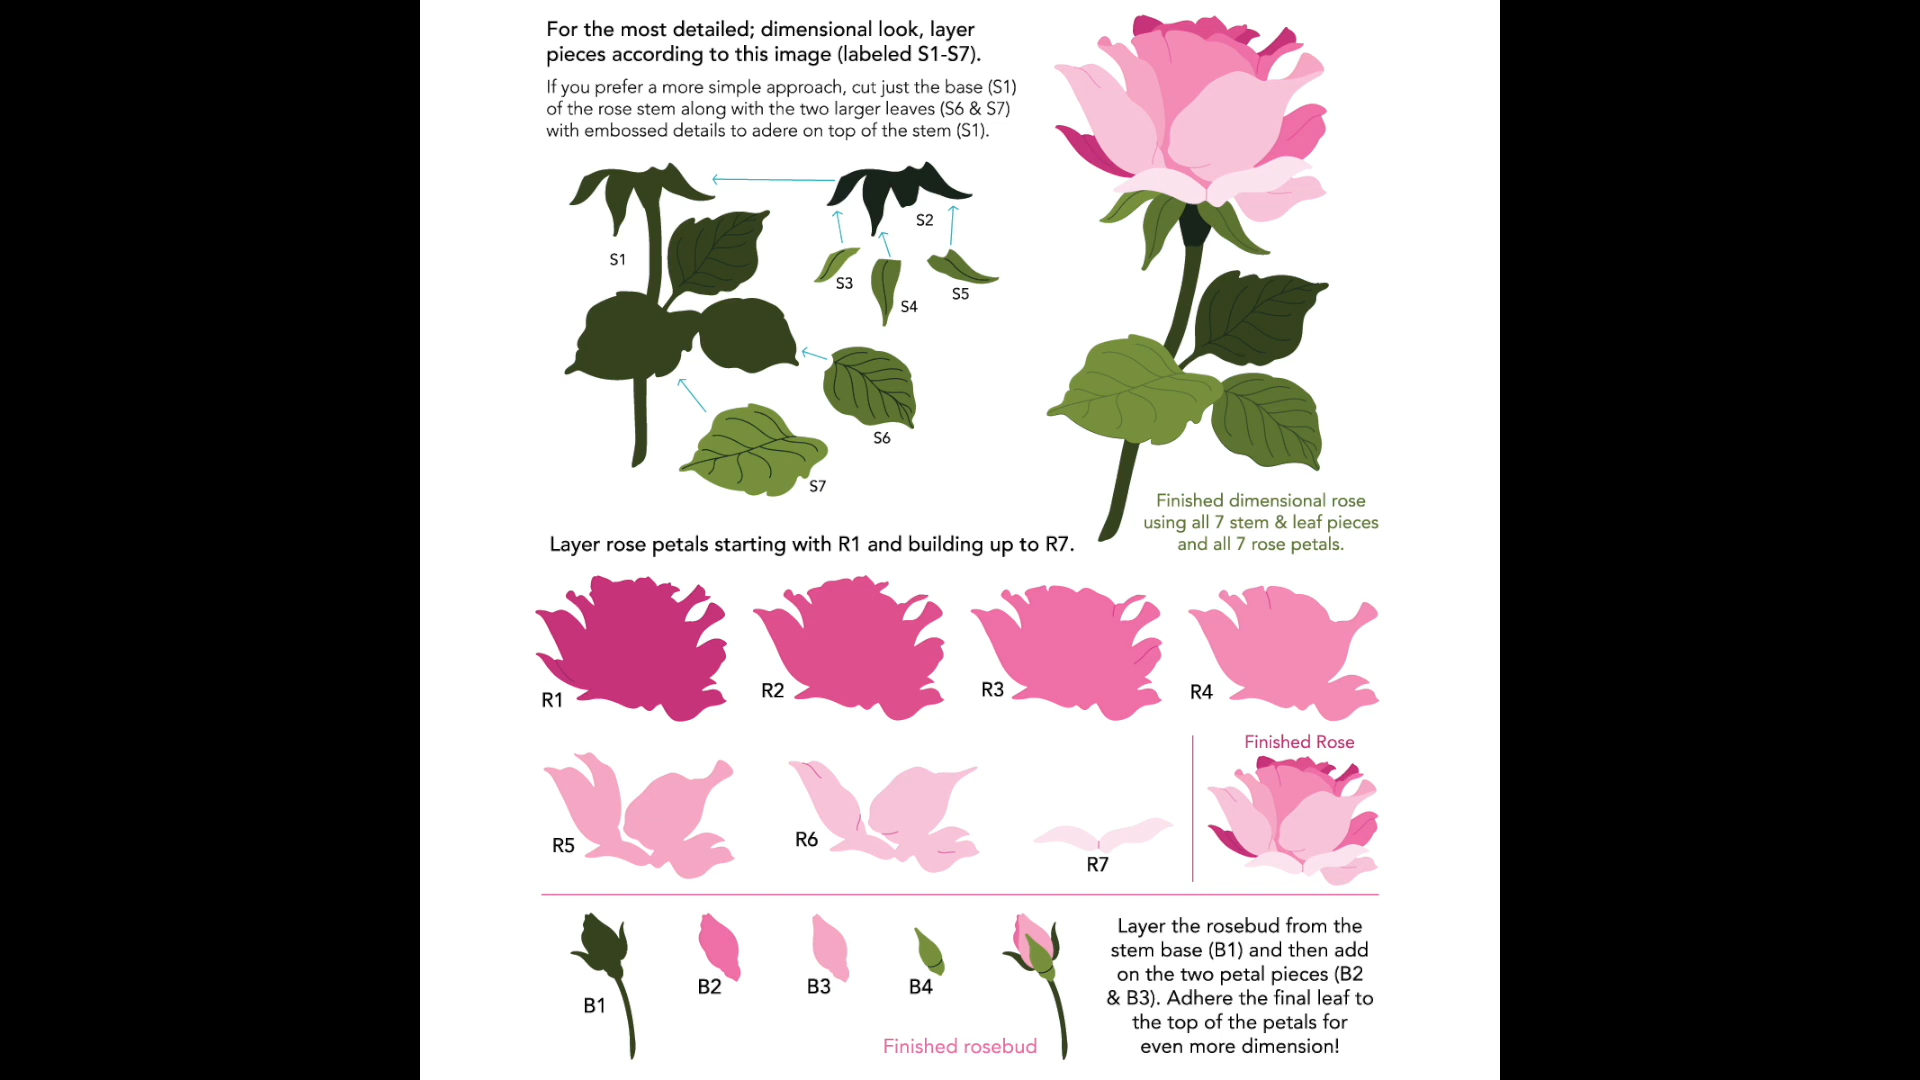 For the most detailed; dimensional look, layer
pieces according to this image (labeled S1-S7).
If you prefer a more simple approach, cut just the base (S1)
of the rose stem along with the two larger leaves (S6 & S7)
with embossed details to adere on top of the stem (S1).
S2
S1
S3
S4
S5
S6
S7
Finished dimensional rose
using all 7 stem & leaf pieces
and all 7 rose petals.
Layer rose petals starting with R1 and building up to R7.
R1
R2
R3
R4
R5
R6
R7
Finished Rose
B1
B2
B3
B4
Finished rosebud
Layer the rosebud from the
stem base (B1) and then add
on the two petal pieces (B2
& B3). Adhere the final leaf to
the top of the petals for
even more dimension!